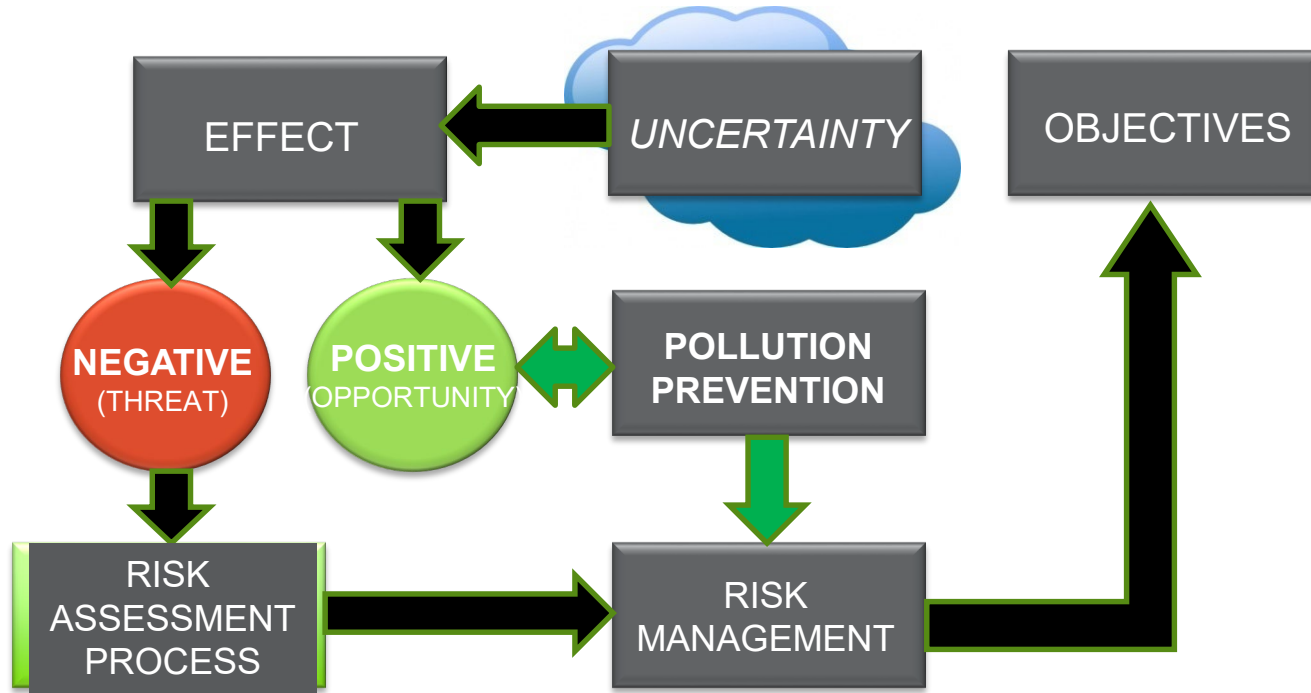 EFFECT
UNCERTAINTY
OBJECTIVES
NEGATIVE
(THREAT)
POSITIVE
(OPPORTUNITY)
POLLUTION
PREVENTION
RISK
ASSESSMENT
PROCESS
RISK
MANAGEMENT